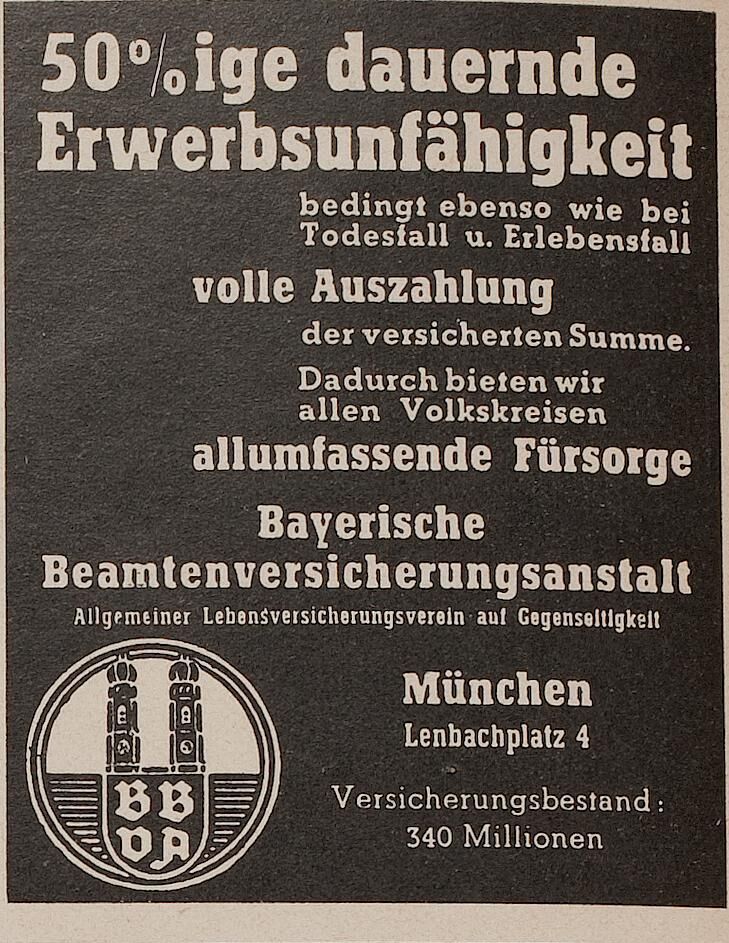 50%ige dauernde
Erwerbsunfähigkeit
bedingt ebenso wie bei
Todesfall u. Erlebensfall
volle Auszahlung
der versicherten Summe.
Dadurch bieten wir
allen Volkskreisen
allumfassende Fürsorge
Bayerische
Beamtenversicherungsanstalt
Allgemeiner Lebensversicherungsverein auf Gegenseitigkeit
München
Lenbachplatz 4
Versicherungsbestand:
340 Millionen
BB
VA